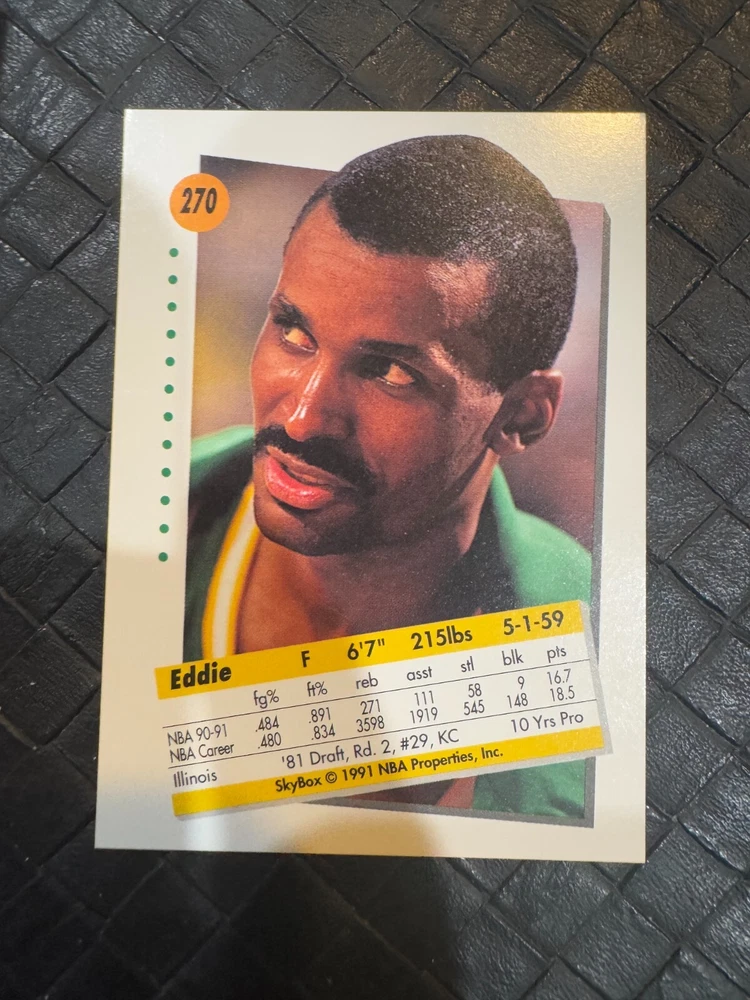 270
Eddie F 6'7" 215lbs 5-1-59
fg% ft% reb asst stl blk pts
NBA 90-91 .484 .891 271 111 58 9 16.7
NBA Career .480 .834 3598 1919 545 148 18.5
Illinois '81 Draft, Rd. 2, #29, KC 10 Yrs Pro
SkyBox © 1991 NBA Properties, Inc.